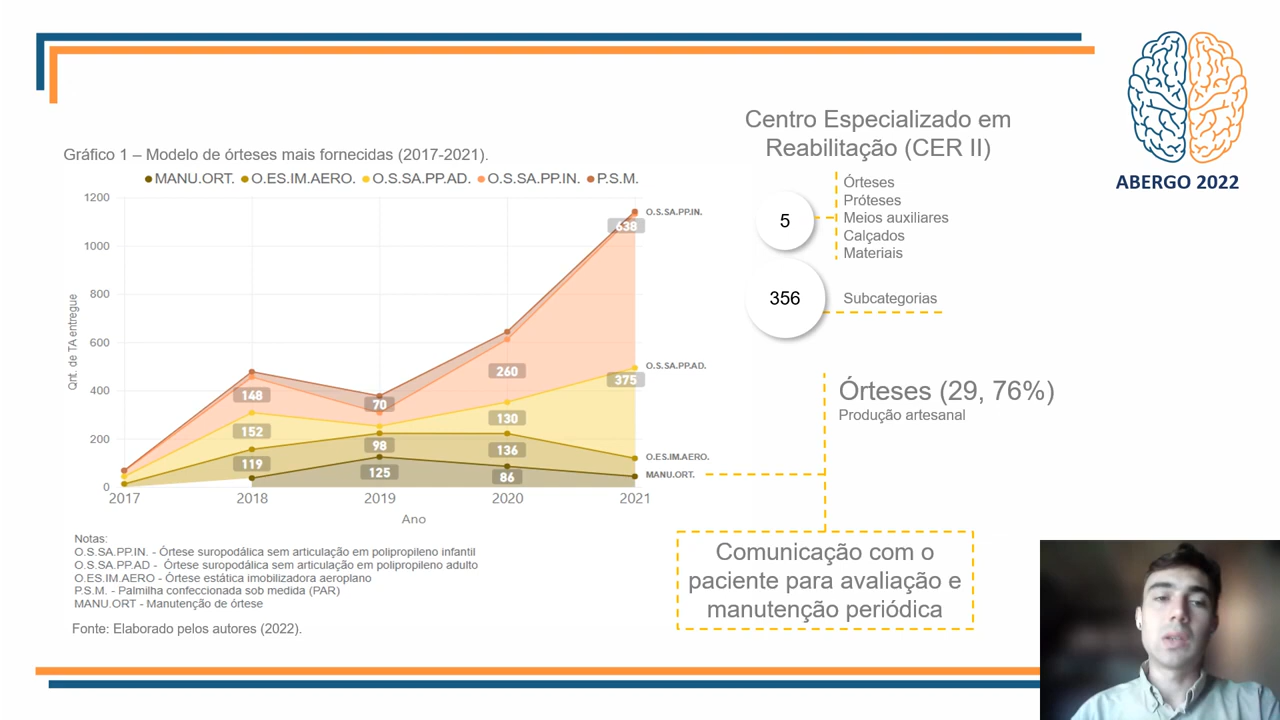 Centro Especializado em
Reabilitação (CER II)
ABERGO 2022
Gráfico 1 – Modelo de órteses mais fornecidas (2017-2021).
MANU.ORT. O.ES.IM.AERO. O.S.SA.PP.AD. O.S.SA.PP.IN. P.S.M.
Qnt. de TA entregue
1200
1000
800
600
400
200
0
148
152
119
70
98
125
260
130
136
86
638
375
O.S.SA.PP.IN.
O.S.SA.PP.AD.
O.ES.IM.AERO.
MANU.ORT.
2017 2018 2019 2020 2021
Ano
Notas:
O.S.SA.PP.IN. - Órtese suropodálica sem articulação em polipropileno infantil
O.S.SA.PP.AD - Órtese suropodálica sem articulação em polipropileno adulto
O.ES.IM.AERO - Órtese estática imobilizadora aeroplano
P.S.M. - Palmilha confeccionada sob medida (PAR)
MANU.ORT - Manutenção de órtese
Fonte: Elaborado pelos autores (2022).
5
Órteses
Próteses
Meios auxiliares
Calçados
Materiais
356
Subcategorias
Órteses (29, 76%)
Produção artesanal
Comunicação com o
paciente para avaliação e
manutenção periódica